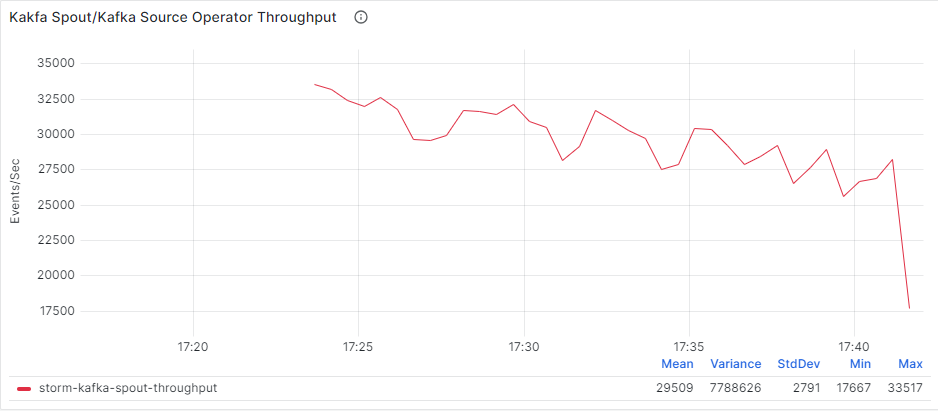 Kakfa Spout/Kafka Source Operator Throughput
35000
32500
30000
27500
25000
22500
20000
17500
Events/Sec
17:20 17:25 17:30 17:35 17:40
Mean Variance StdDev Min Max
storm-kafka-spout-throughput 29509 7788626 2791 17667 33517